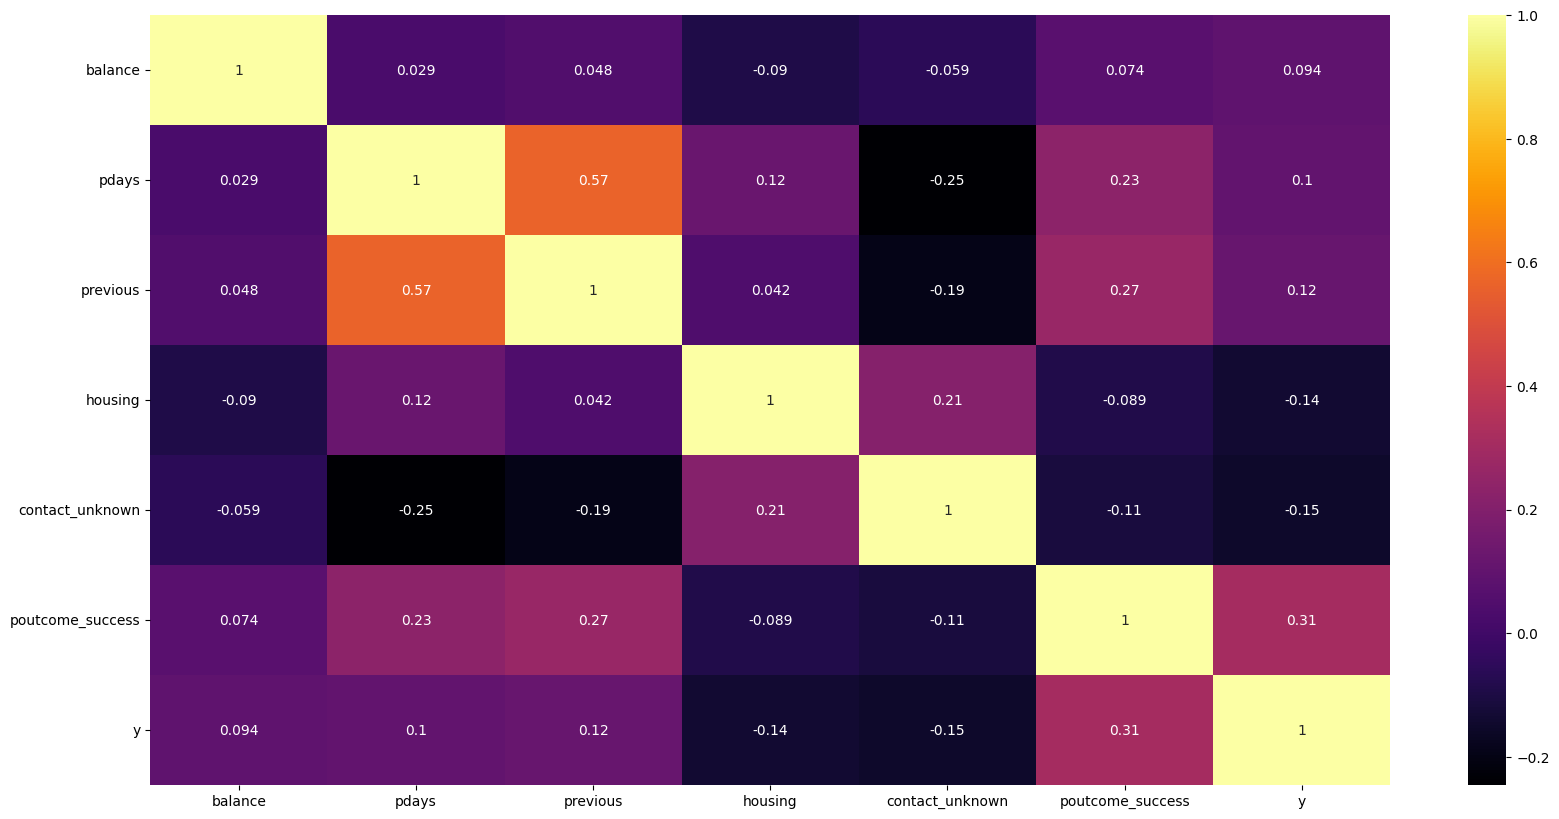 balance 1 0.029 0.048 -0.09 -0.059 0.074 0.094
pdays 0.029 1 0.57 0.12 -0.25 0.23 0.1
previous 0.048 0.57 1 0.042 -0.19 0.27 0.12
housing -0.09 0.12 0.042 1 0.21 -0.089 -0.14
contact_unknown -0.059 -0.25 -0.19 0.21 1 -0.11 -0.15
poutcome_success 0.074 0.23 0.27 -0.089 -0.11 1 0.31
y 0.094 0.1 0.12 -0.14 -0.15 0.31 1
balance pdays previous housing contact_unknown poutcome_success y
1.0
0.8
0.6
0.4
0.2
0.0
−0.2